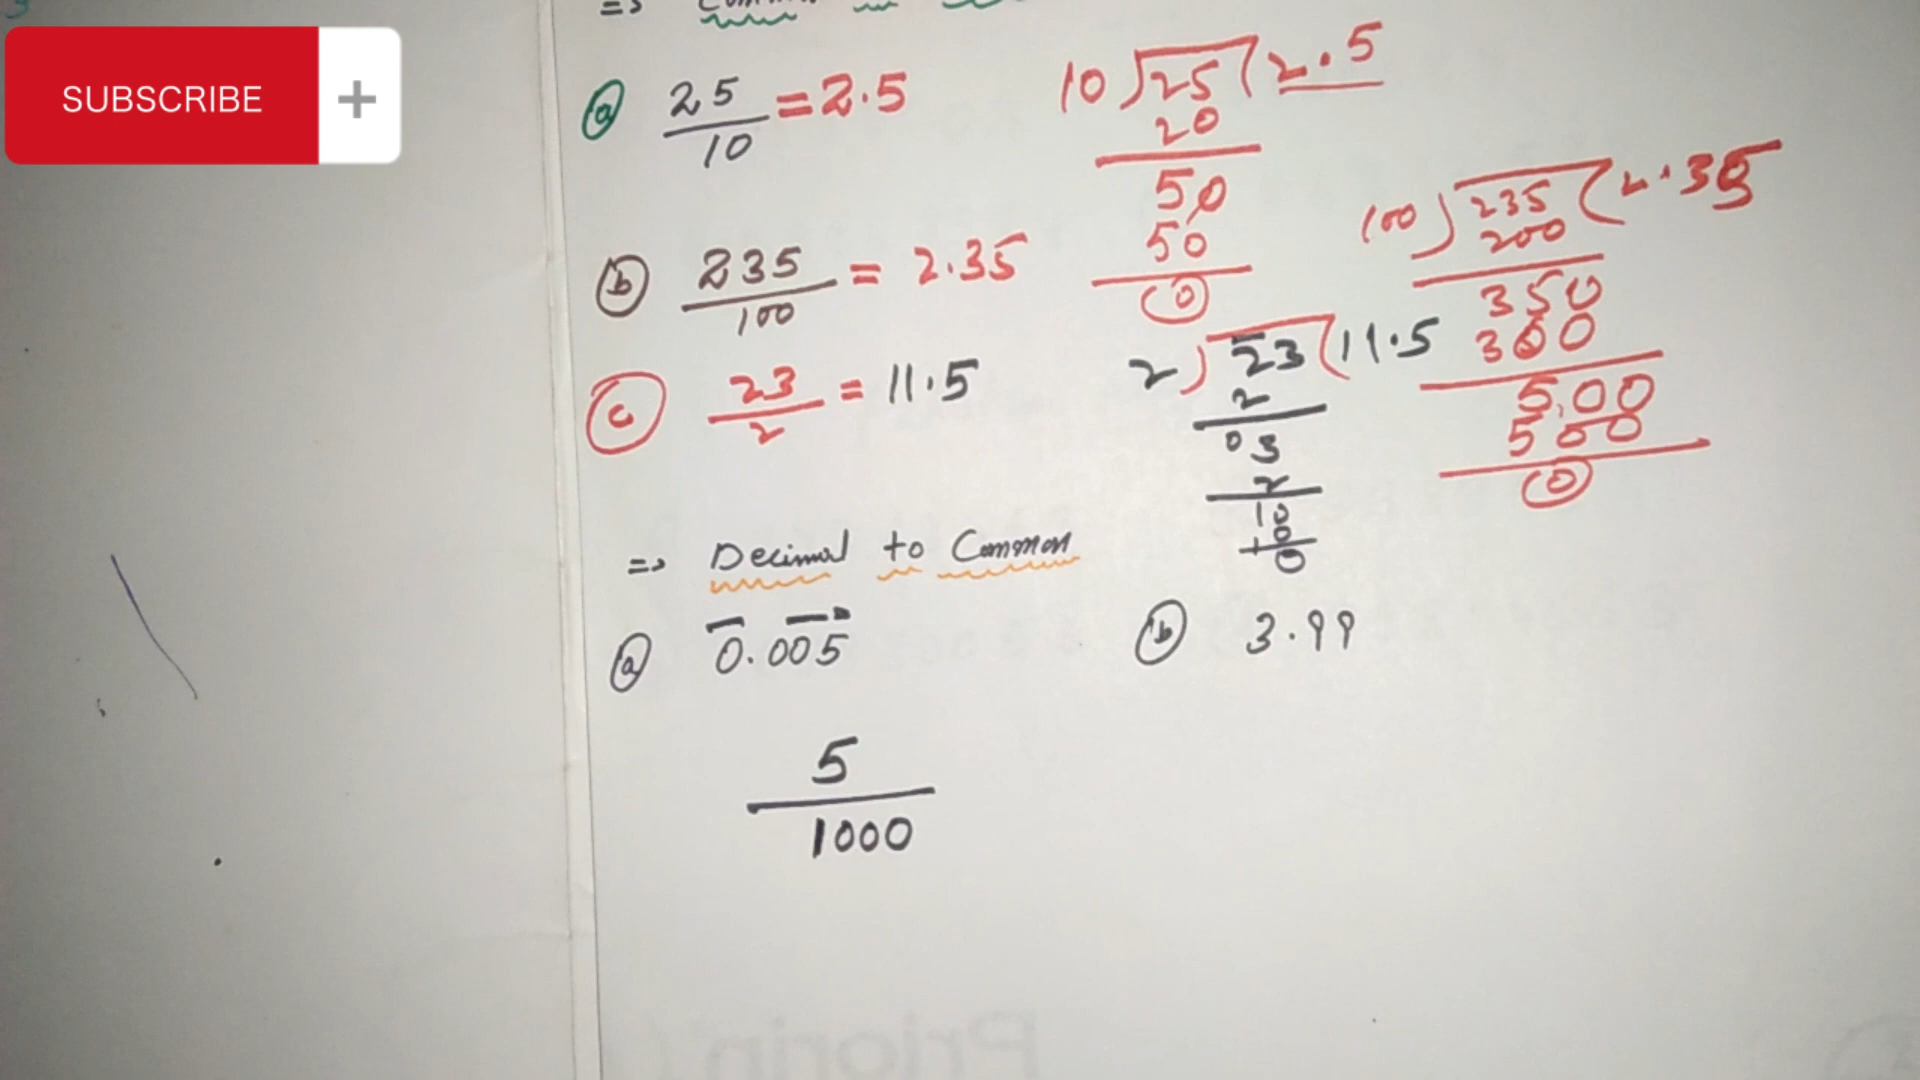 SUBSCRIBE +
=>
ⓐ 25/10 = 2.5
10 ) 25 ( 2.5
20
50
50
0
ⓑ 235/100 = 2.35
100 ) 235 ( 2.35
200
350
300
500
500
0
ⓒ 23/2 = 11.5
2 ) 23 ( 11.5
2
03
2
10
10
0
=> Decimal to Common
ⓐ 0.005
ⓑ 3.99
5
1000
Priorin